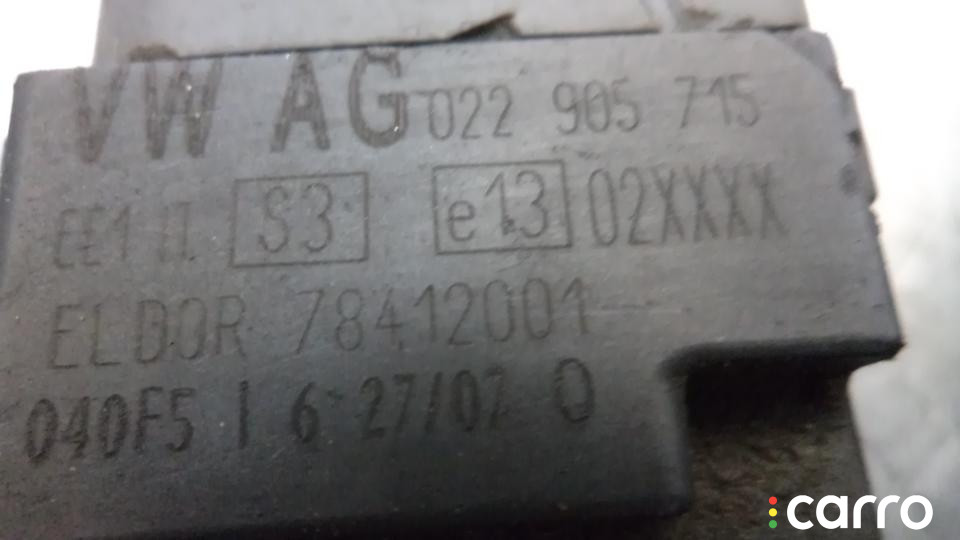 VW AG 022 905 715
S3 e13 02XXXX
ELDOR 78412001
040F5 I 6 27/07 0
carro